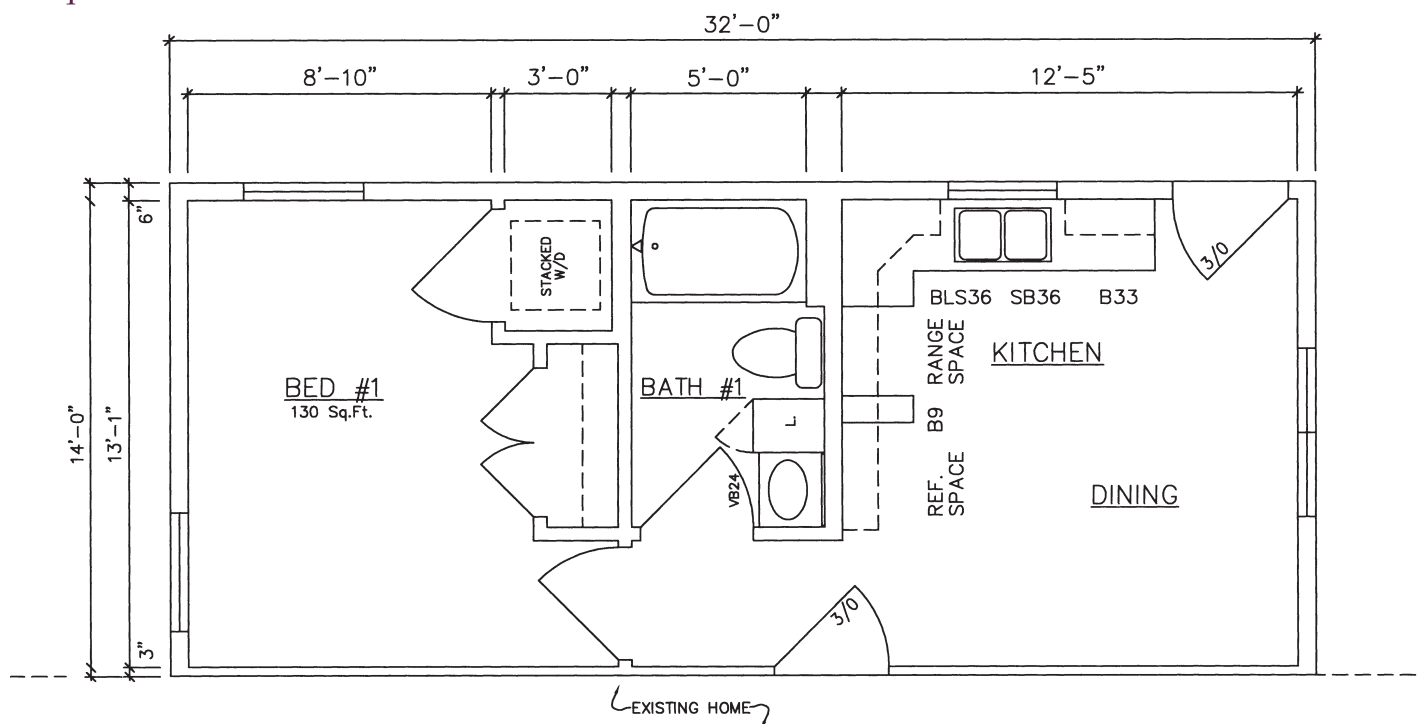 32'-0"
8'-10" 3'-0" 5'-0" 12'-5"
6"
14'-0"
13'-1"
3"
STACKED
W/D
3/0
BLS36 SB36 B33
RANGE
SPACE
KITCHEN
BED #1
130 Sq.Ft.
BATH #1
L.
B9
VB24
REF.
SPACE
DINING
3/0
EXISTING HOME